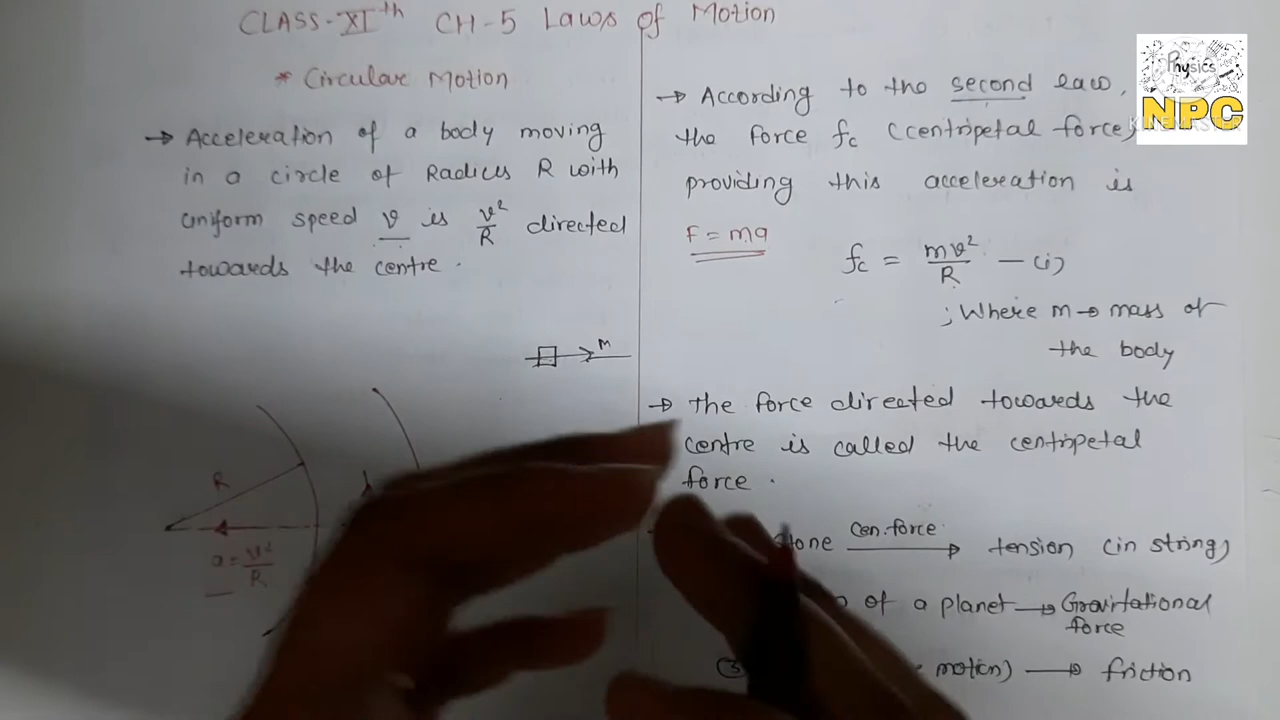 CLASS-XIth CH-5 Laws of Motion
* Circular Motion
→ Acceleration of a body moving
in a circle of Radius R with
uniform speed v is v²/R directed
towards the centre.
M
R
a = v²/R
→ According to the second law,
the force fc (centripetal force)
providing this acceleration is
F = ma
fc = mv²/R - (i)
; Where m → mass of
the body
→ The force directed towards the
centre is called the centripetal
force.
stone Cen. force → tension (in string)
of a planet → Gravitational
force
(3) motion) → friction
Physics
NPC